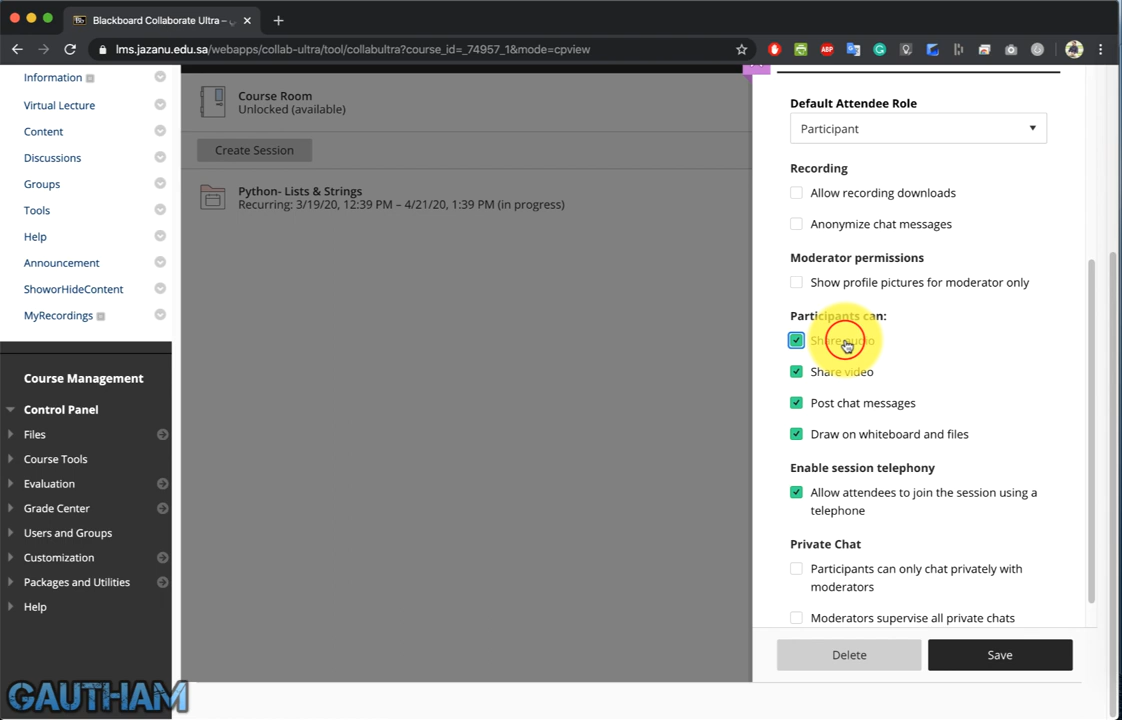 Blackboard Collaborate Ultra –
lms.jazanu.edu.sa/webapps/collab-ultra/tool/collabultra?course_id=_74957_1&mode=cpview
ABP
Information
Virtual Lecture
Content
Discussions
Groups
Tools
Help
Announcement
ShoworHideContent
MyRecordings
Course Management
Control Panel
Files
Course Tools
Evaluation
Grade Center
Users and Groups
Customization
Packages and Utilities
Help
GAUTHAM
Course Room
Unlocked (available)
Create Session
Python- Lists & Strings
Recurring: 3/19/20, 12:39 PM – 4/21/20, 1:39 PM (in progress)
Default Attendee Role
Participant
Recording
Allow recording downloads
Anonymize chat messages
Moderator permissions
Show profile pictures for moderator only
Participants can:
Share audio
Share video
Post chat messages
Draw on whiteboard and files
Enable session telephony
Allow attendees to join the session using a
telephone
Private Chat
Participants can only chat privately with
moderators
Moderators supervise all private chats
Delete
Save